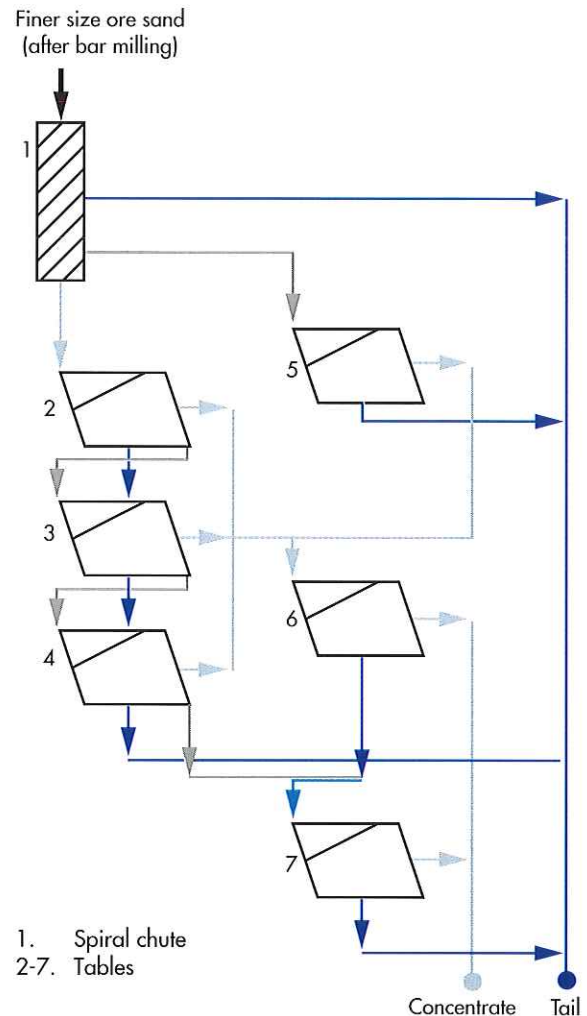 Finer size ore sand
(after bar milling)
1
5
2
3
6
4
7
1. Spiral chute
2-7. Tables
Concentrate Tail